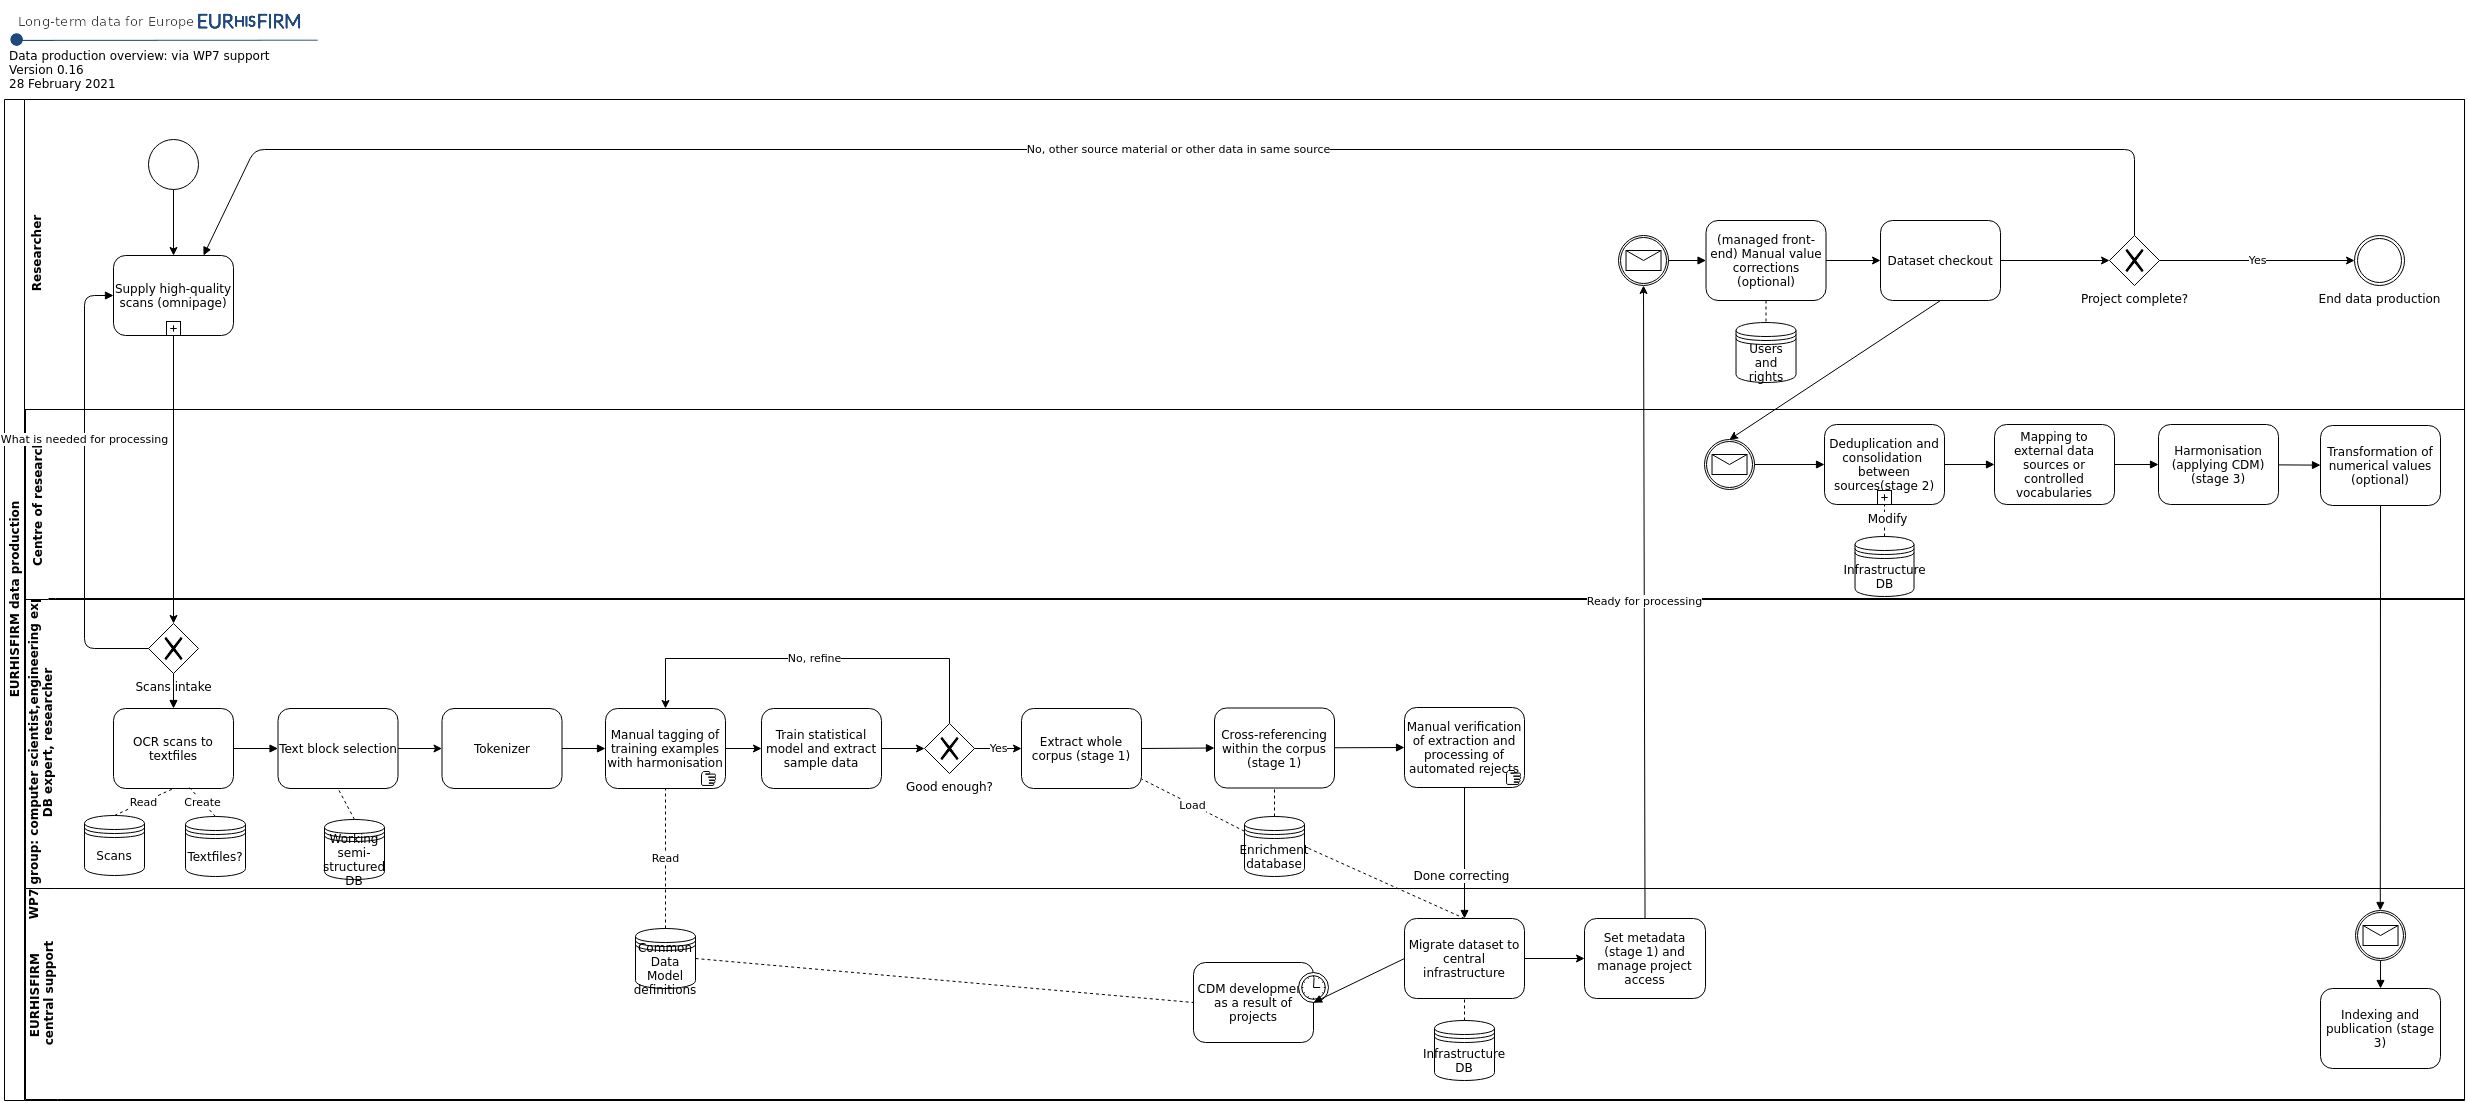 Long-term data for Europe EURHISFIRM
Data production overview: via WP7 support
Version 0.16
28 February 2021
EURHISFIRM data production
Researcher
No, other source material or other data in same source
Supply high-quality
scans (omnipage)
(managed front-
end) Manual value
corrections
(optional)
Dataset checkout
Project complete?
Yes
End data production
Users
and
rights
Centre of research
What is needed for processing
Deduplication and
consolidation
between
sources(stage 2)
Modify
Infrastructure
DB
Mapping to
external data
sources or
controlled
vocabularies
Harmonisation
(applying CDM)
(stage 3)
Transformation of
numerical values
(optional)
Ready for processing
WP7 group: computer scientist,engineering ex
DB expert, researcher
Scans intake
No, refine
OCR scans to
textfiles
Text block selection
Tokenizer
Manual tagging of
training examples
with harmonisation
Train statistical
model and extract
sample data
Good enough?
Yes
Extract whole
corpus (stage 1)
Cross-referencing
within the corpus
(stage 1)
Manual verification
of extraction and
processing of
automated rejects
Read
Create
Scans
Textfiles?
Working
semi-
structured
DB
Read
Load
Enrichment
database
Done correcting
EURHISFIRM
central support
Common
Data
Model
definitions
CDM developmen
as a result of
projects
Migrate dataset to
central
infrastructure
Infrastructure
DB
Set metadata
(stage 1) and
manage project
access
Indexing and
publication (stage
3)